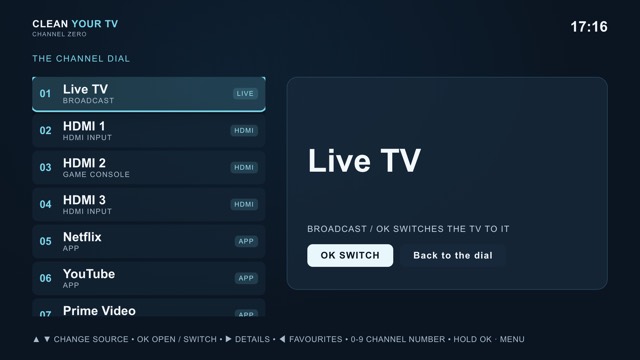 CLEAN YOUR TV
CHANNEL ZERO
17:16
THE CHANNEL DIAL
01 Live TV LIVE
BROADCAST
02 HDMI 1 HDMI
HDMI INPUT
03 HDMI 2 HDMI
GAME CONSOLE
04 HDMI 3 HDMI
HDMI INPUT
05 Netflix APP
APP
06 YouTube APP
APP
07 Prime Video APP
Live TV
BROADCAST / OK SWITCHES THE TV TO IT
OK SWITCH Back to the dial
▲ ▼ CHANGE SOURCE • OK OPEN / SWITCH • ▶ DETAILS • ◀ FAVOURITES • 0-9 CHANNEL NUMBER • HOLD OK · MENU